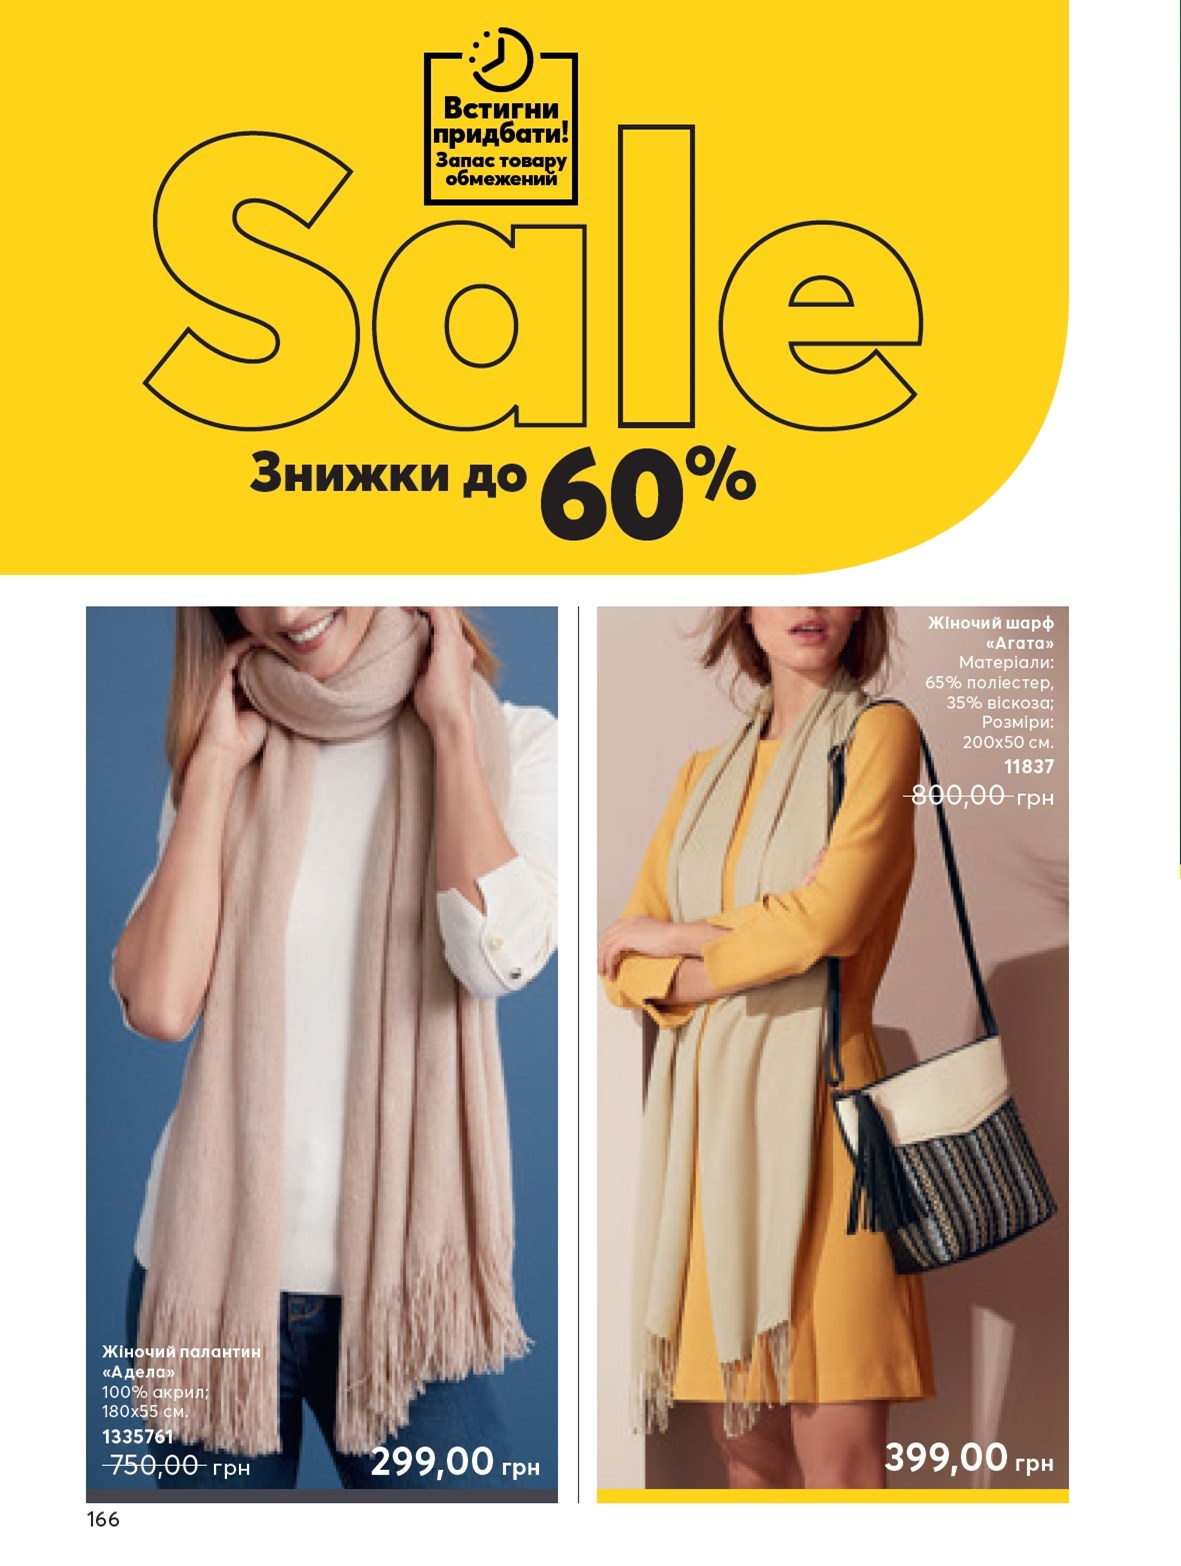 Встигни
придбати!
Запас товару
обмежений
Sale
Знижки до 60%
Жіночий палантин
«Адела»
100% акрил;
180x55 см.
1335761
750,00 грн
299,00 грн
Жіночий шарф
«Агата»
Матеріали:
65% поліестер,
35% віскоза;
Розміри:
200x50 см.
11837
800,00 грн
399,00 грн
166